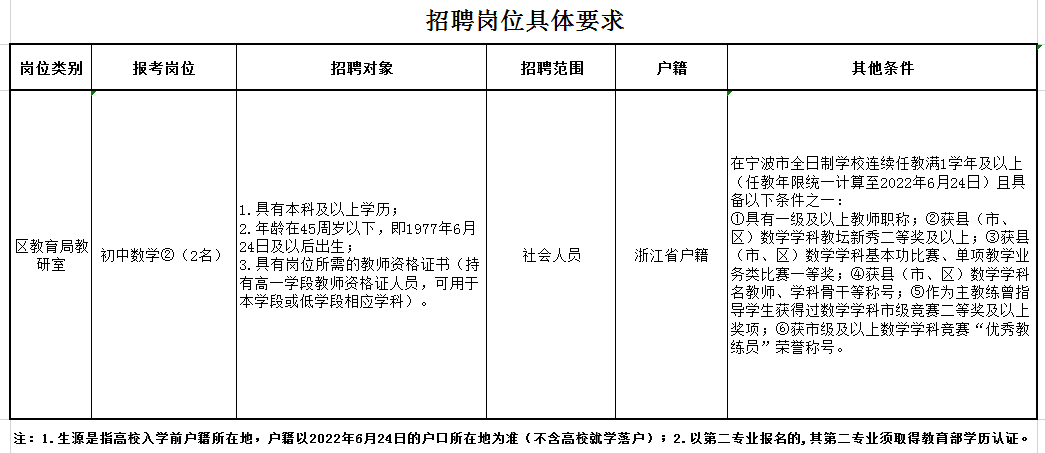 招聘岗位具体要求
岗位类别
报考岗位
招聘对象
招聘范围
户籍
其他条件
区教育局教
研室
初中数学②（2名）
1.具有本科及以上学历；
2.年龄在45周岁以下，即1977年6月
24日及以后出生；
3.具有岗位所需的教师资格证书（持
有高一学段教师资格证人员，可用于
本学段或低学段相应学科）。
社会人员
浙江省户籍
在宁波市全日制学校连续任教满1学年及以上
（任教年限统一计算至2022年6月24日）且具
备以下条件之一：
①具有一级及以上教师职称；②获县（市、
区）数学学科教坛新秀二等奖及以上；③获县
（市、区）数学学科基本功比赛、单项教学业
务类比赛一等奖；④获县（市、区）数学学科
名教师、学科骨干等称号；⑤作为主教练曾指
导学生获得过数学学科市级竞赛二等奖及以上
奖项；⑥获市级及以上数学学科竞赛“优秀教
练员”荣誉称号。
注：1.生源是指高校入学前户籍所在地，户籍以2022年6月24日的户口所在地为准（不含高校就学落户）；2.以第二专业报名的,其第二专业须取得教育部学历认证。